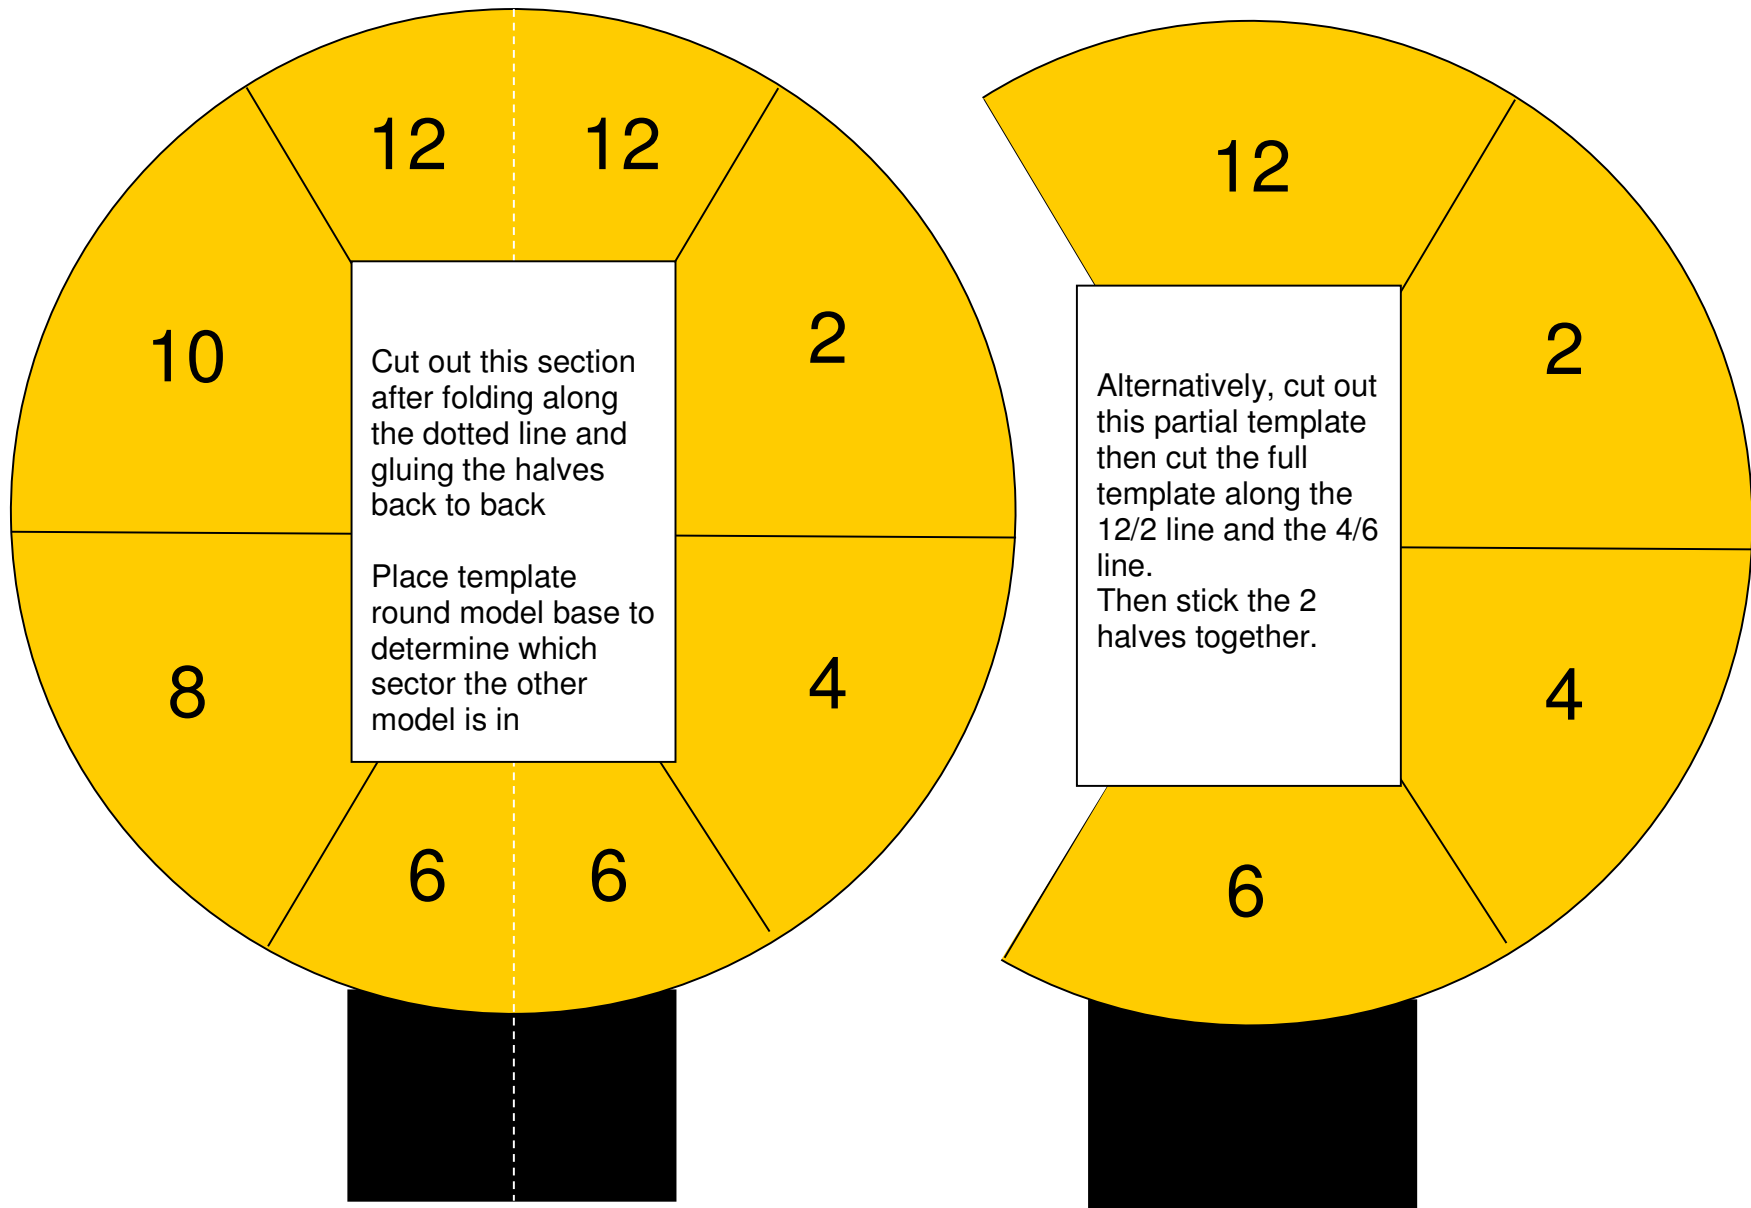 12 12
10
2
Cut out this section
after folding along
the dotted line and
gluing the halves
back to back
Place template
round model base to
determine which
sector the other
model is in
8
4
6 6
12
2
Alternatively, cut out
this partial template
then cut the full
template along the
12/2 line and the 4/6
line.
Then stick the 2
halves together.
4
6